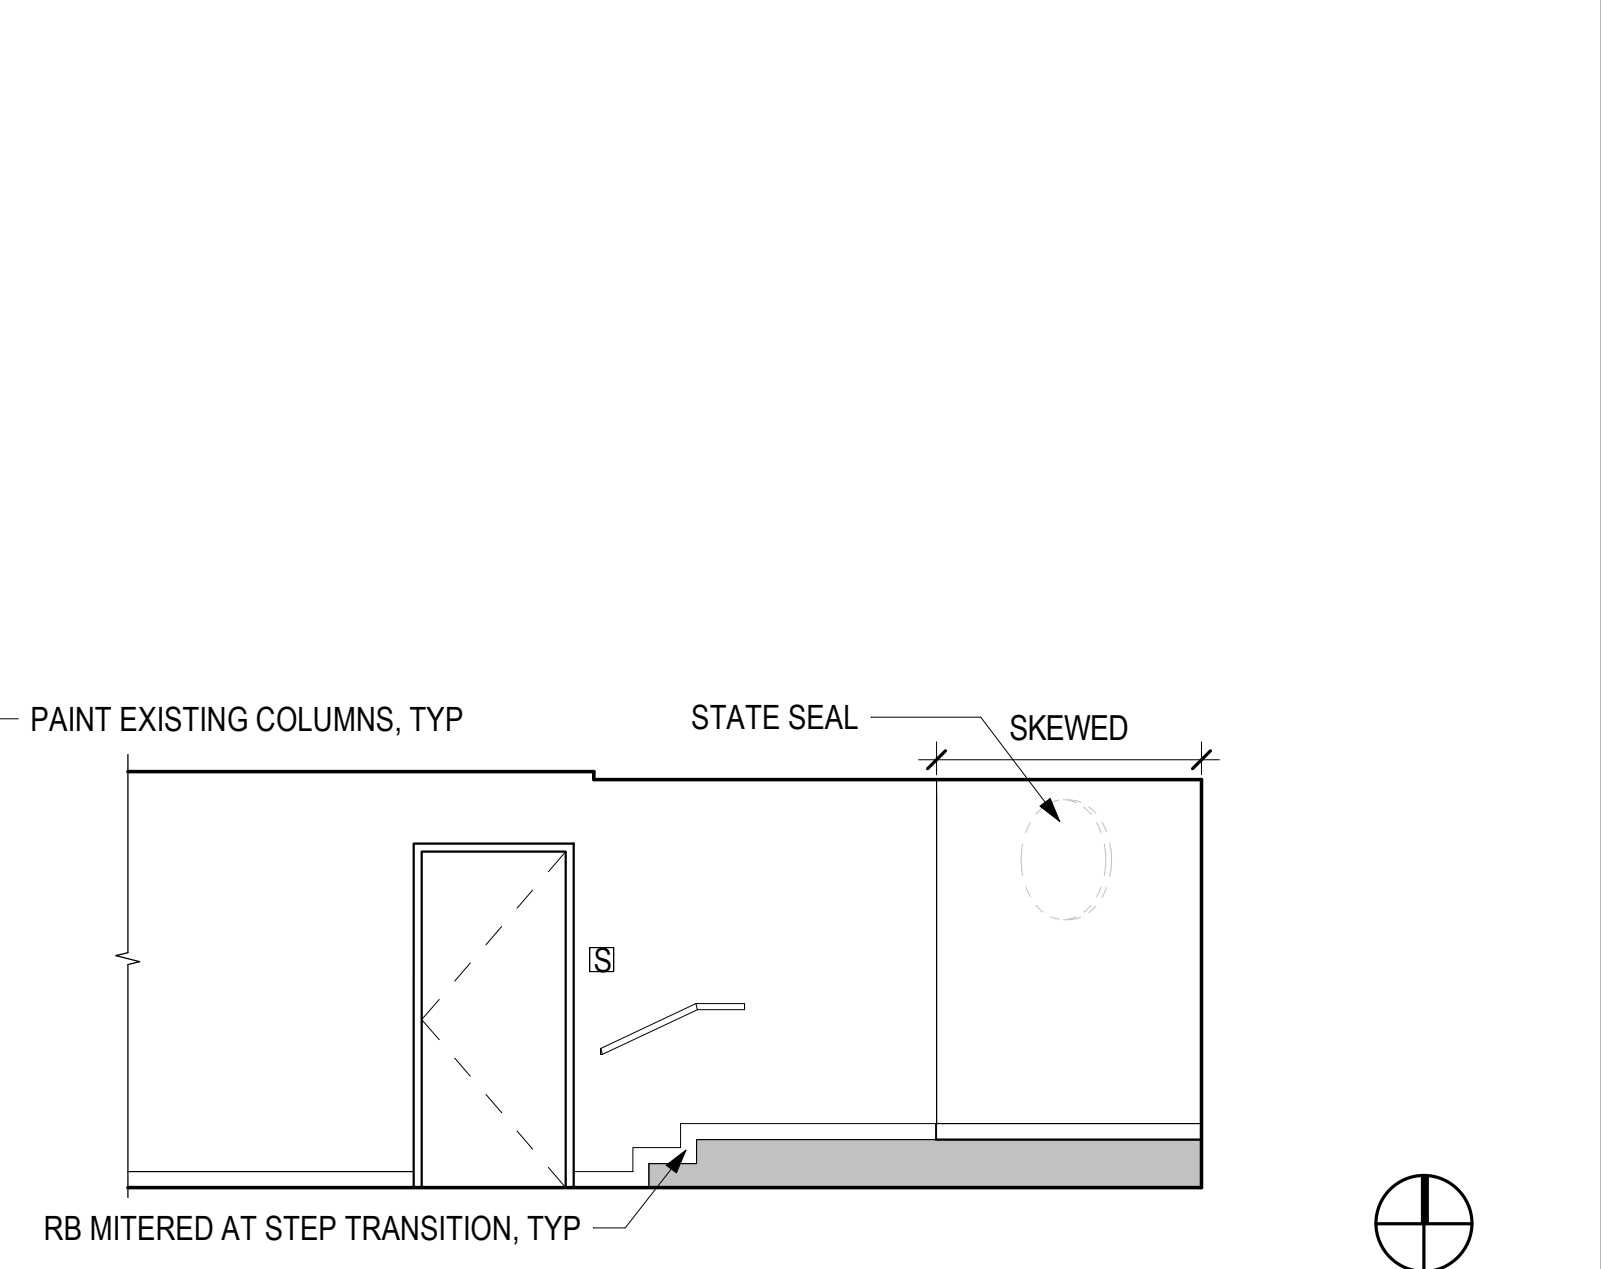 PAINT EXISTING COLUMNS, TYP
STATE SEAL
SKEWED
S
RB MITERED AT STEP TRANSITION, TYP